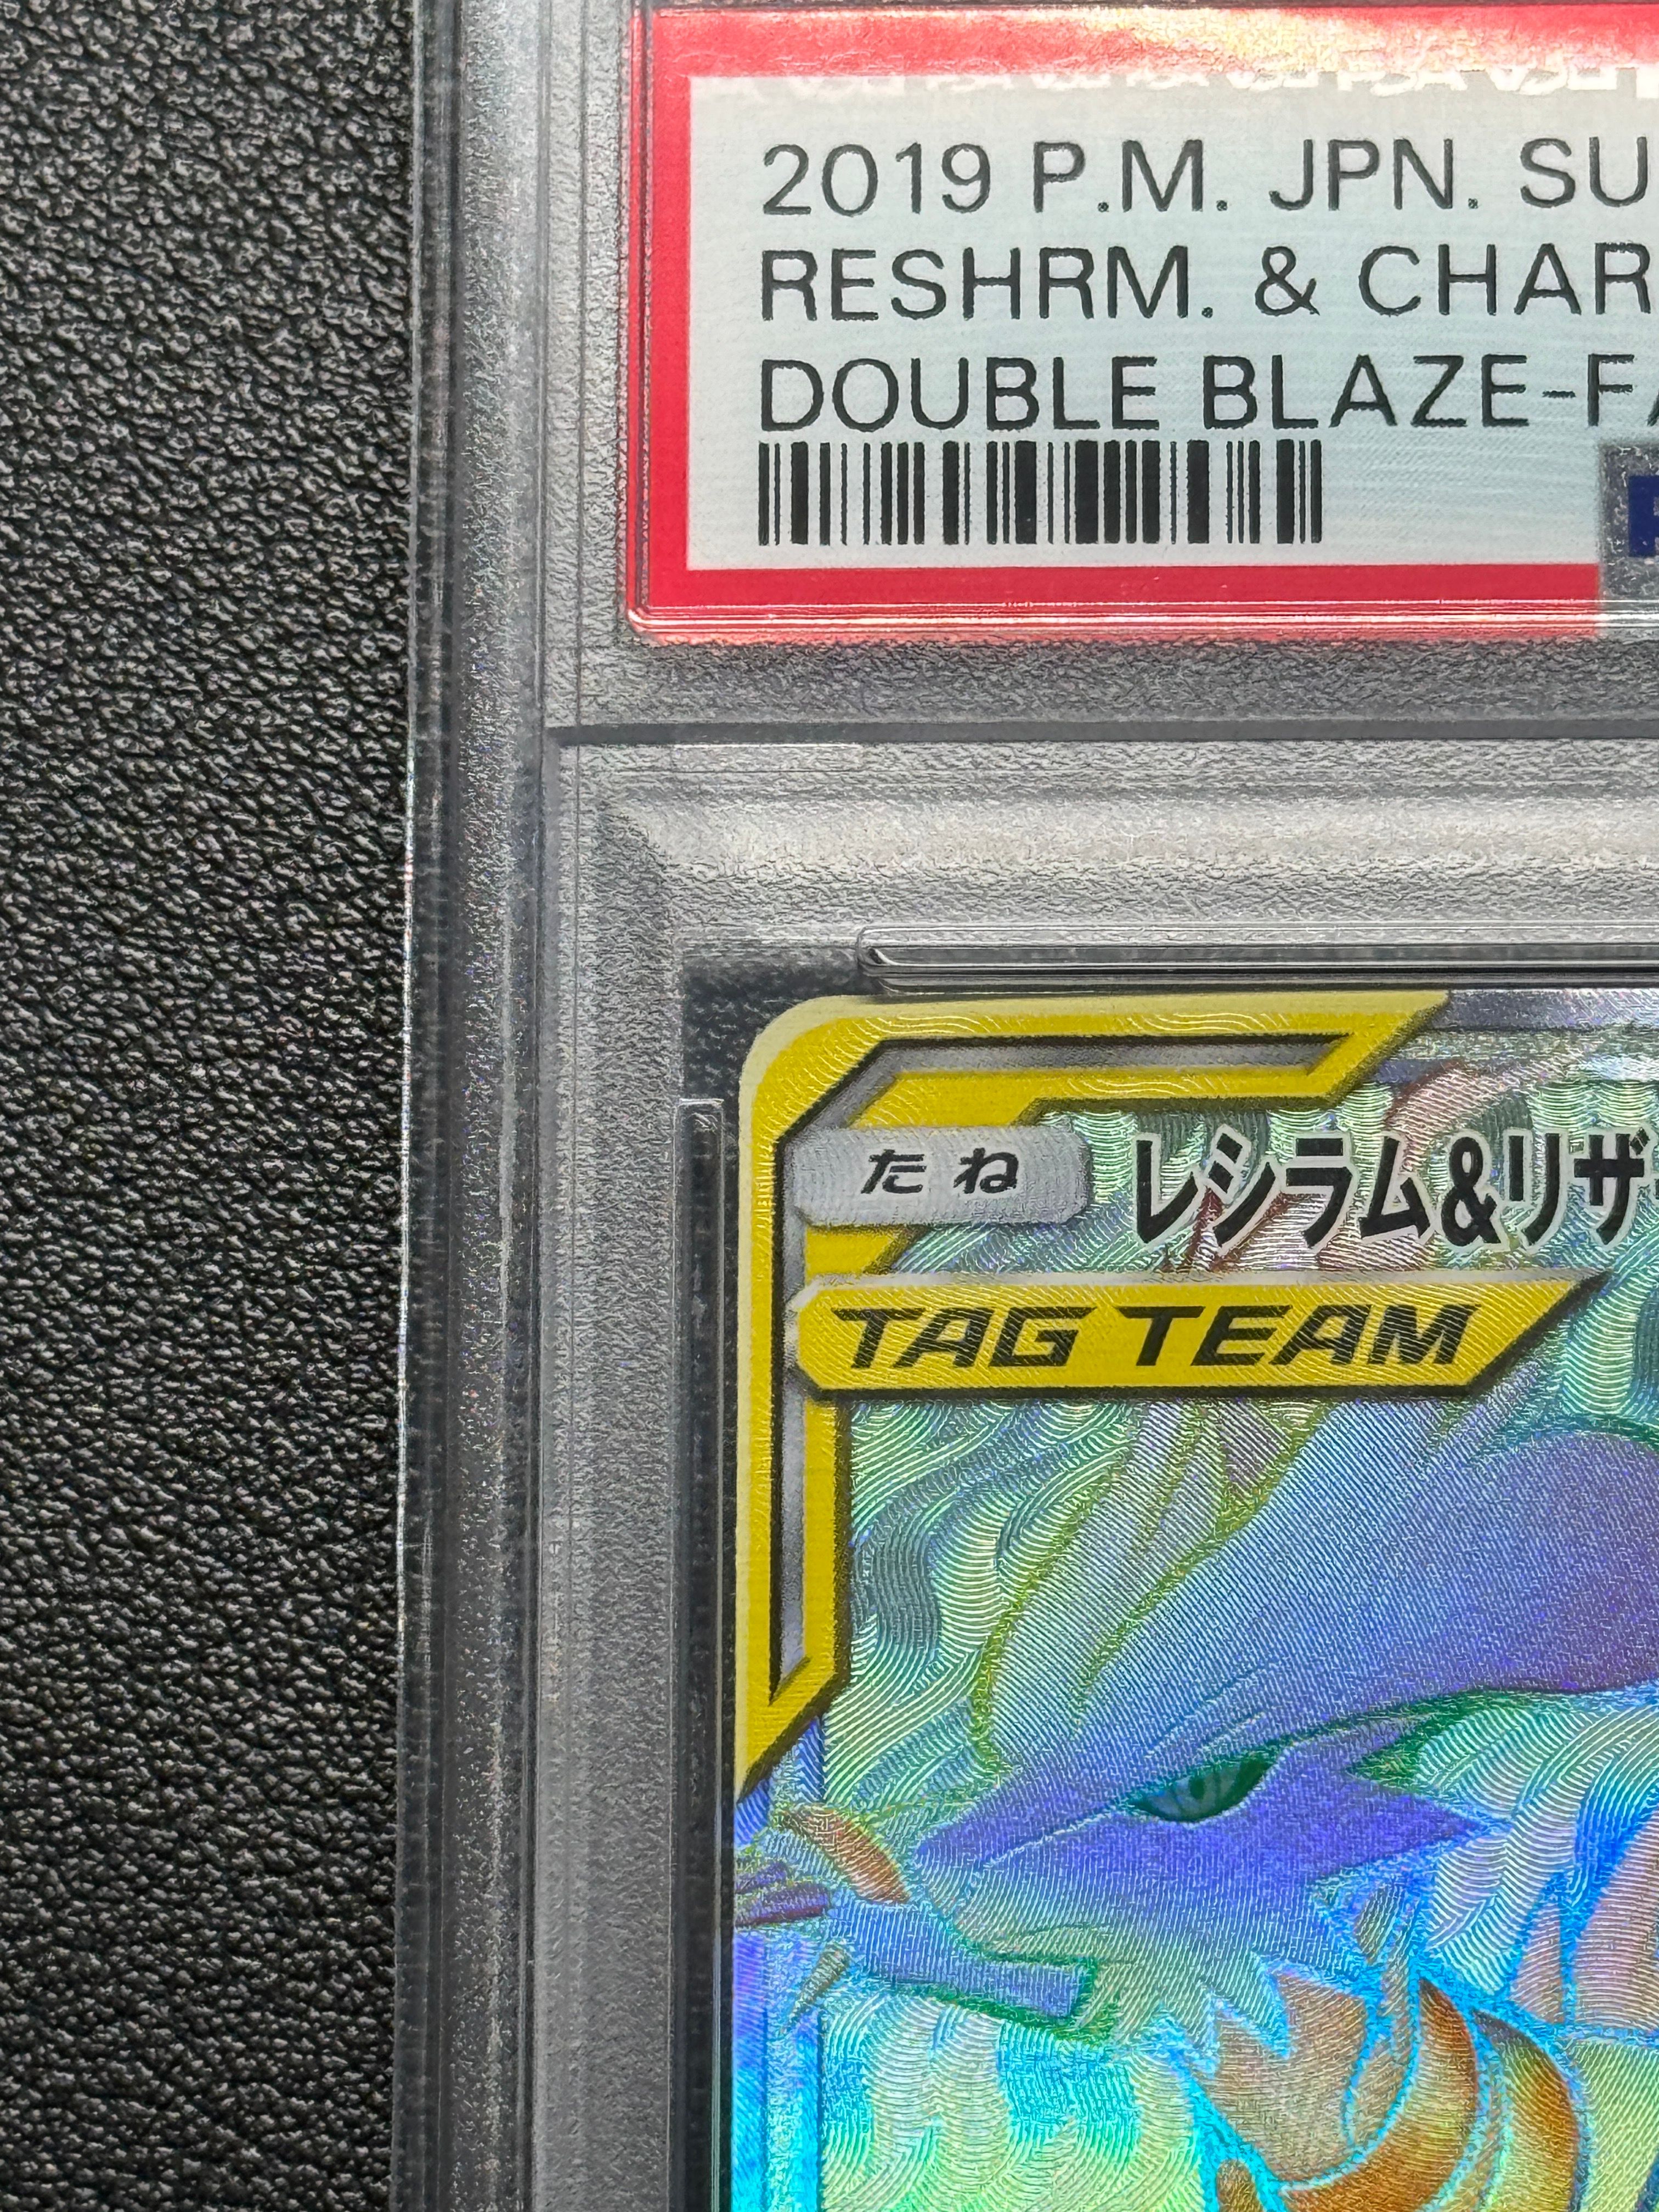 2019 P.M. JPN. SU
RESHRM. & CHAR
DOUBLE BLAZE-FA
たね
レシラム&リザ
TAG TEAM